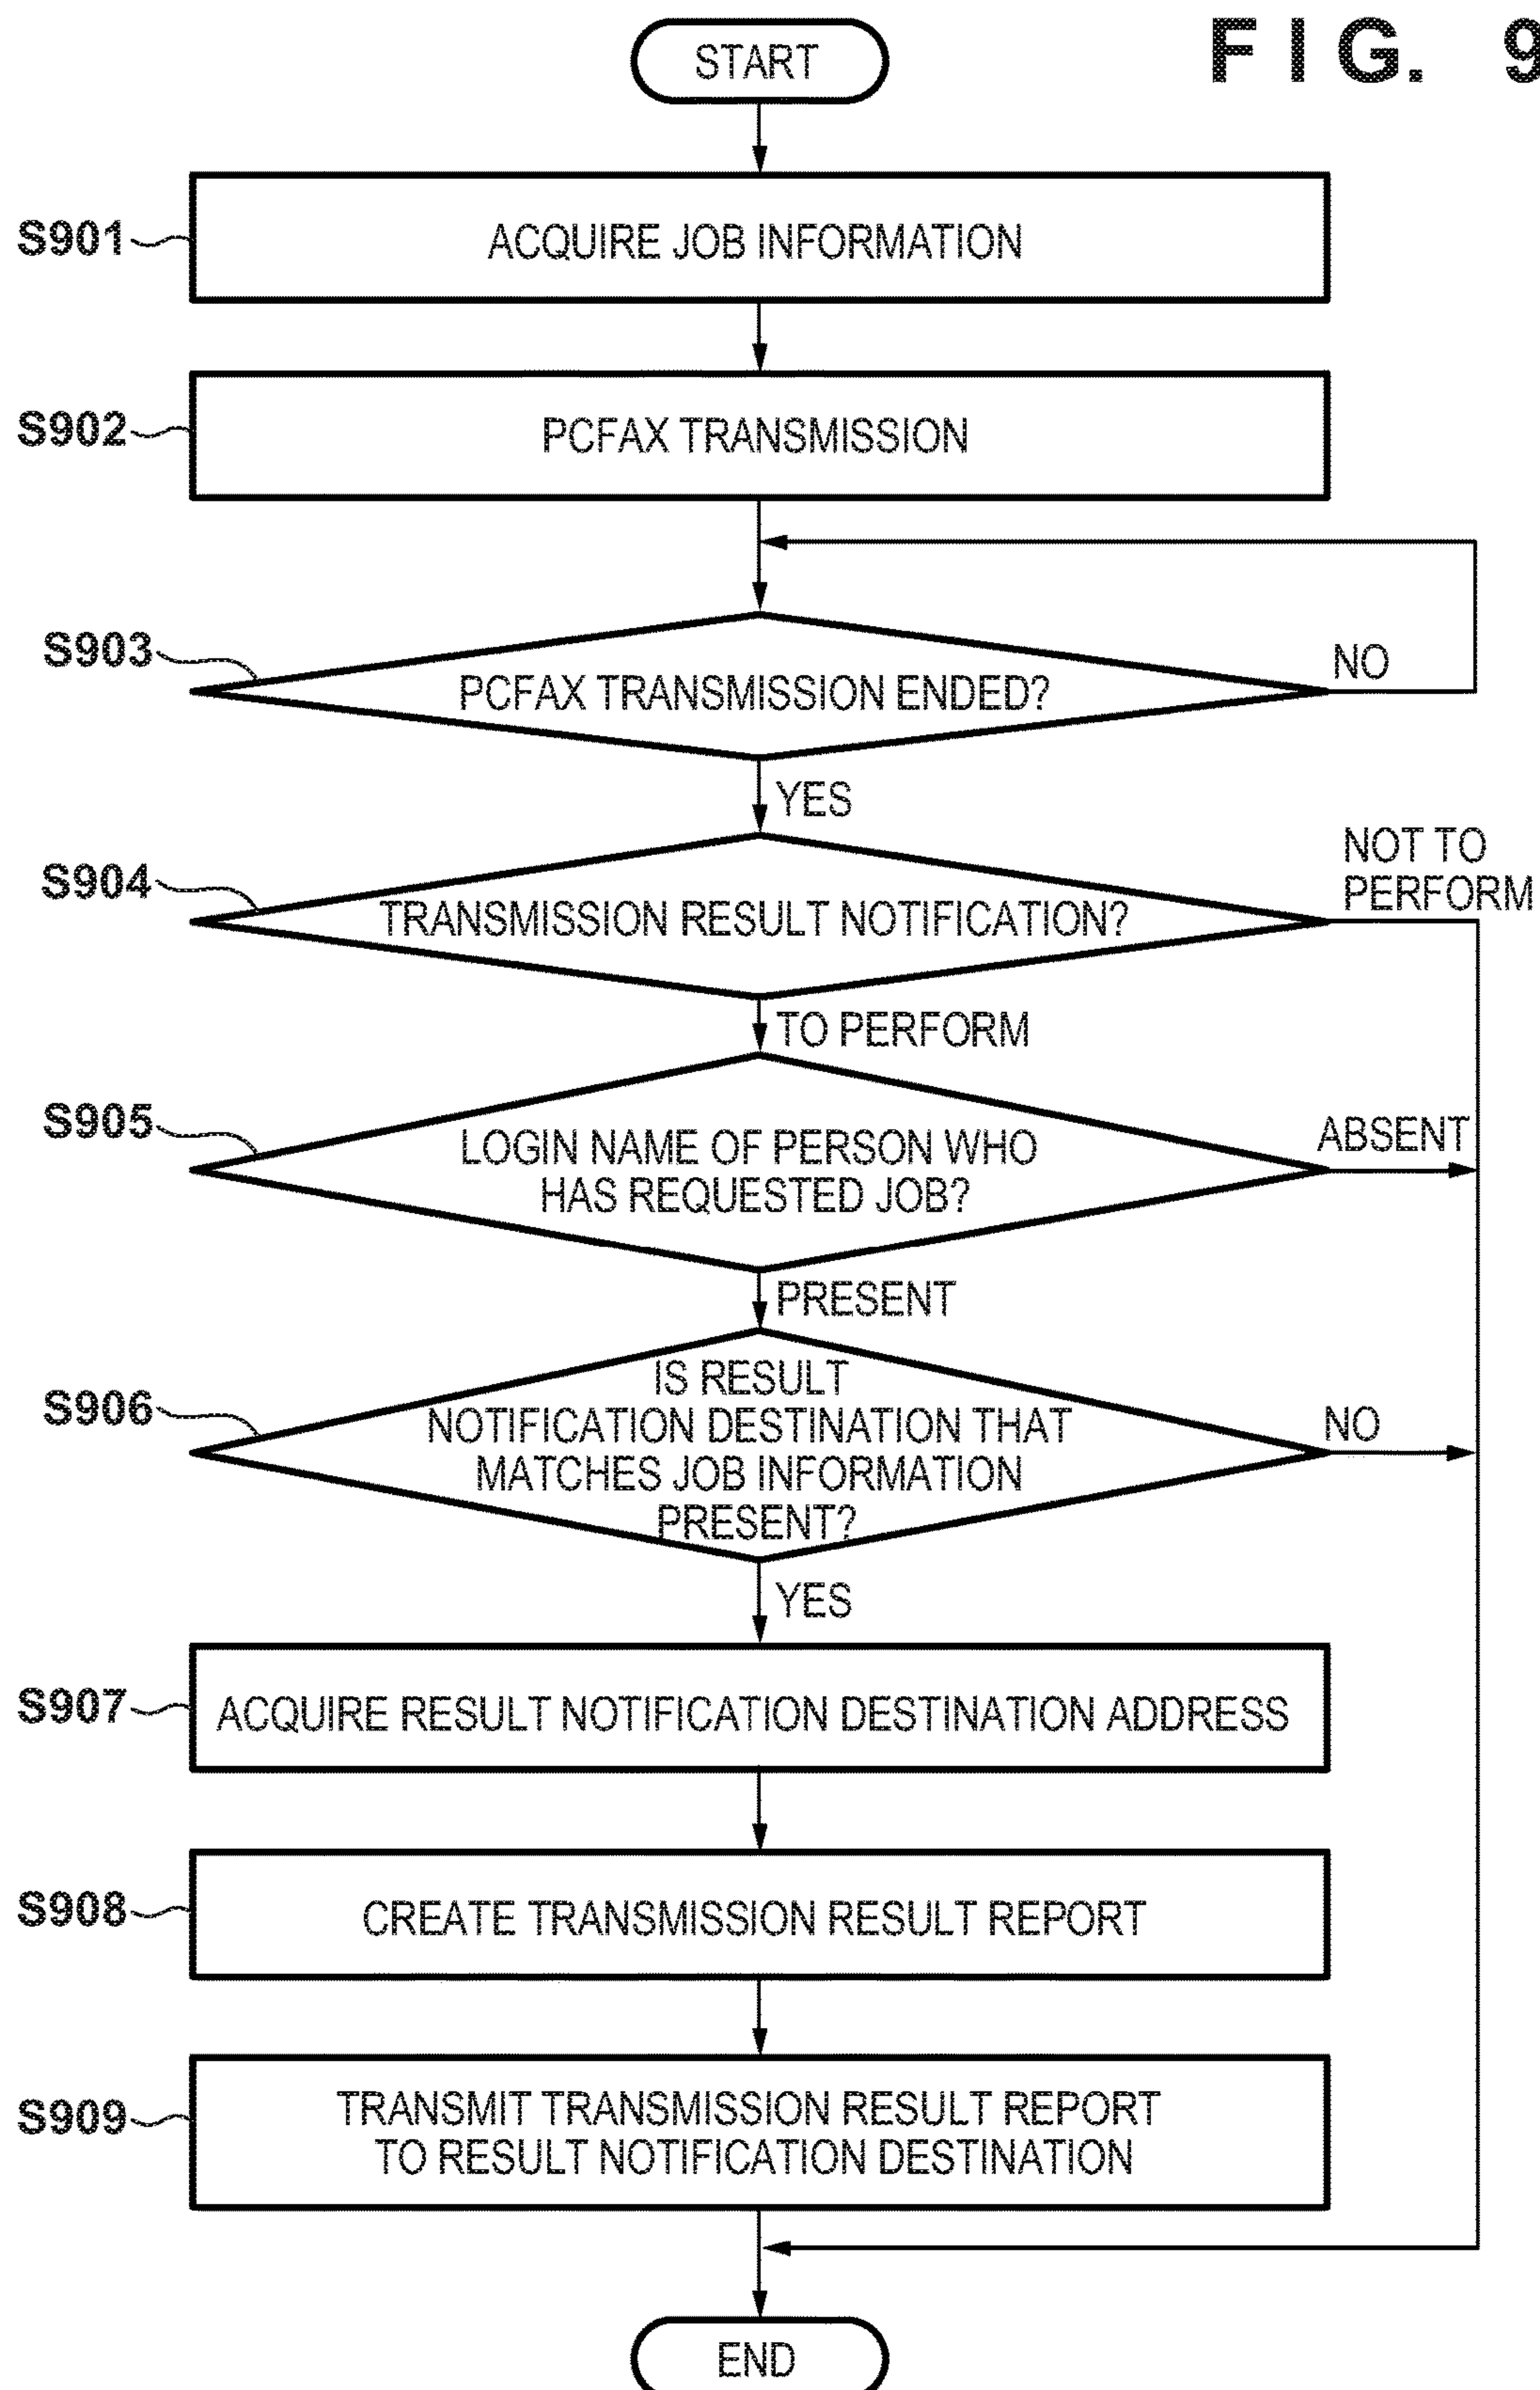 FIG. 9
START
S901
ACQUIRE JOB INFORMATION
S902
PCFAX TRANSMISSION
S903
PCFAX TRANSMISSION ENDED?
NO
YES
S904
TRANSMISSION RESULT NOTIFICATION?
NOT TO
PERFORM
TO PERFORM
S905
LOGIN NAME OF PERSON WHO
HAS REQUESTED JOB?
ABSENT
PRESENT
S906
IS RESULT
NOTIFICATION DESTINATION THAT
MATCHES JOB INFORMATION
PRESENT?
NO
YES
S907
ACQUIRE RESULT NOTIFICATION DESTINATION ADDRESS
S908
CREATE TRANSMISSION RESULT REPORT
S909
TRANSMIT TRANSMISSION RESULT REPORT
TO RESULT NOTIFICATION DESTINATION
END